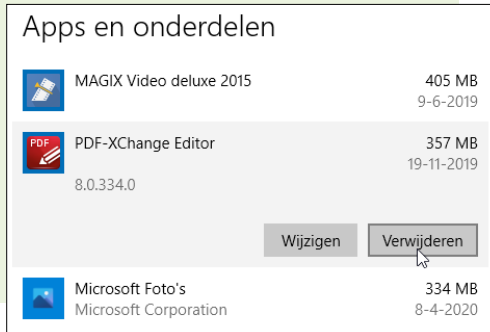 Apps en onderdelen
MAGIX Video deluxe 2015 405 MB
9-6-2019
PDF
PDF-XChange Editor 357 MB
19-11-2019
8.0.334.0
Wijzigen Verwijderen
Microsoft Foto's 334 MB
Microsoft Corporation 8-4-2020